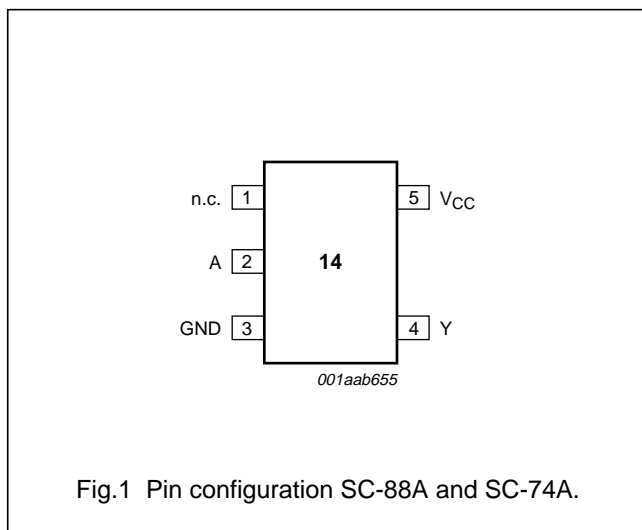 n.c. 1 5 VCC
A 2 14
GND 3 4 Y
001aab655
Fig.1 Pin configuration SC-88A and SC-74A.